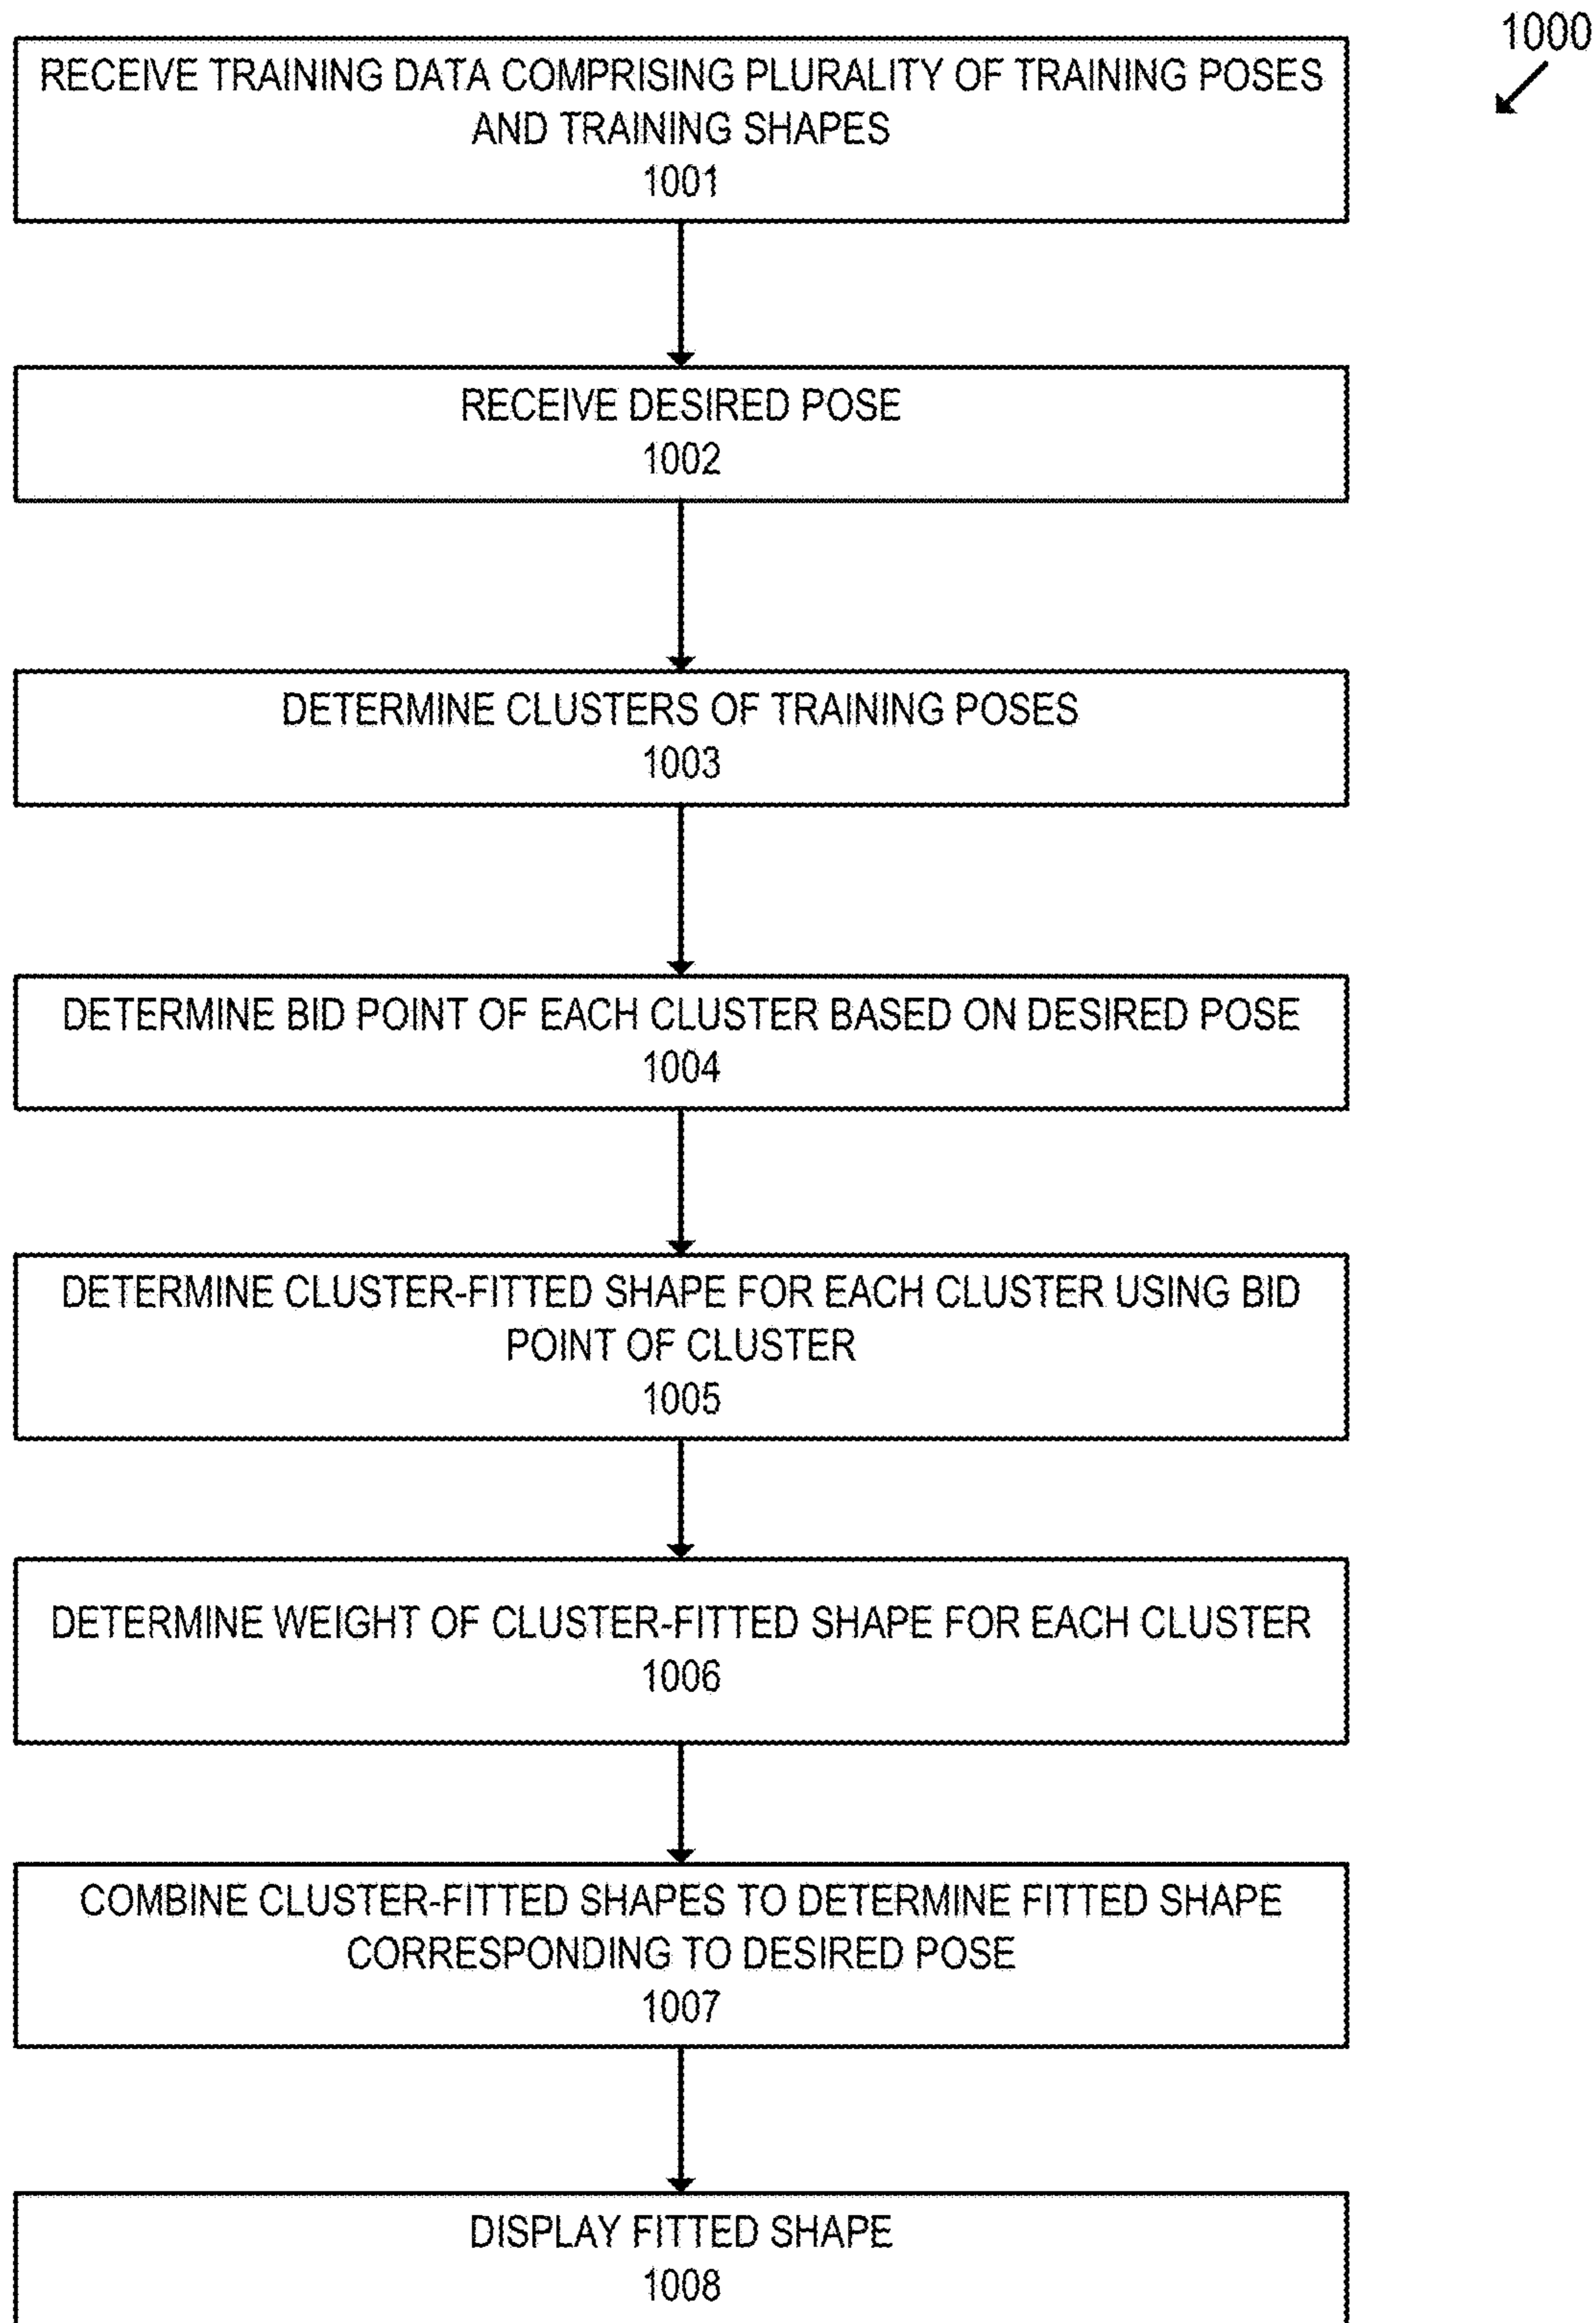 1000
RECEIVE TRAINING DATA COMPRISING PLURALITY OF TRAINING POSES
AND TRAINING SHAPES
1001
RECEIVE DESIRED POSE
1002
DETERMINE CLUSTERS OF TRAINING POSES
1003
DETERMINE BID POINT OF EACH CLUSTER BASED ON DESIRED POSE
1004
DETERMINE CLUSTER-FITTED SHAPE FOR EACH CLUSTER USING BID
POINT OF CLUSTER
1005
DETERMINE WEIGHT OF CLUSTER-FITTED SHAPE FOR EACH CLUSTER
1006
COMBINE CLUSTER-FITTED SHAPES TO DETERMINE FITTED SHAPE
CORRESPONDING TO DESIRED POSE
1007
DISPLAY FITTED SHAPE
1008